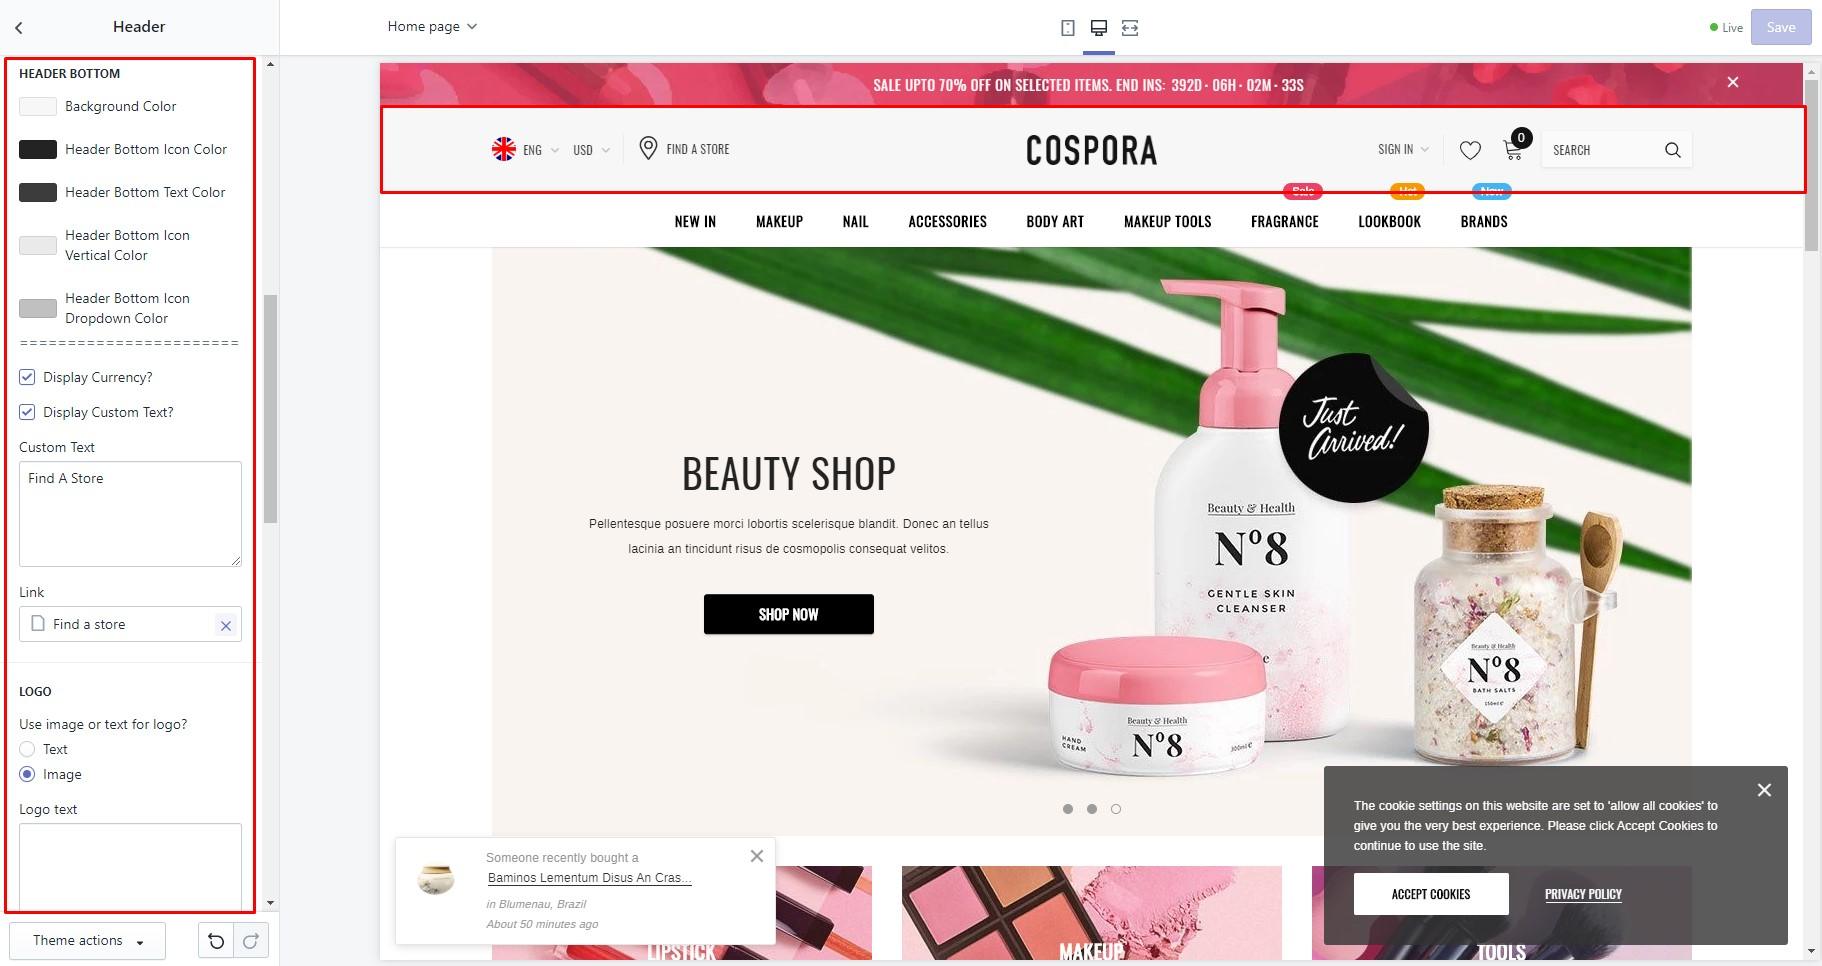 Header
Home page
Live
Save
HEADER BOTTOM
Background Color
Header Bottom Icon Color
Header Bottom Text Color
Header Bottom Icon
Vertical Color
Header Bottom Icon
Dropdown Color
=======================
Display Currency?
Display Custom Text?
Custom Text
Find A Store
Link
Find a store
LOGO
Use image or text for logo?
Text
Image
Logo text
Theme actions
SALE UPTO 70% OFF ON SELECTED ITEMS. END INS: 392D · 06H · 02M · 33S
ENG USD FIND A STORE
COSPORA
SIGN IN 0 SEARCH
Sale Hot New
NEW IN MAKEUP NAIL ACCESSORIES BODY ART MAKEUP TOOLS FRAGRANCE LOOKBOOK BRANDS
BEAUTY SHOP
Pellentesque posuere morci lobortis scelerisque blandit. Donec an tellus
lacinia an tincidunt risus de cosmopolis consequat velitos.
SHOP NOW
Just
Arrived!
Beauty & Health
Nº8
GENTLE SKIN
CLEANSER
Beauty & Health
Nº8
HAND
CREAM
300ml e
Beauty & Health
Nº8
BATH SALTS
150ml e
Someone recently bought a
Baminos Lementum Disus An Cras...
in Blumenau, Brazil
About 50 minutes ago
The cookie settings on this website are set to 'allow all cookies' to
give you the very best experience. Please click Accept Cookies to
continue to use the site.
ACCEPT COOKIES PRIVACY POLICY
LIPSTICK
MAKEUP
TOOLS